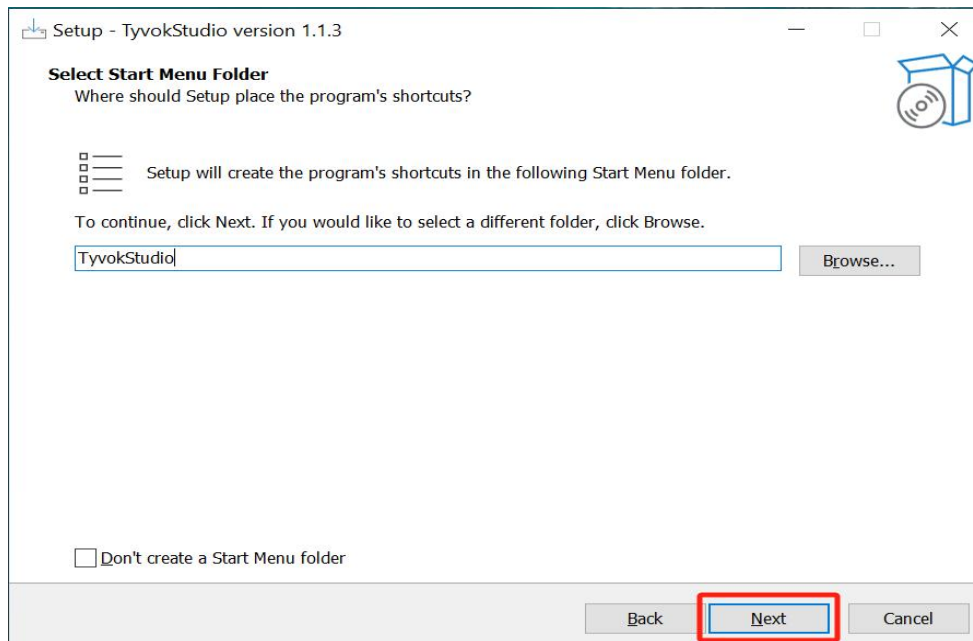 Setup - TyvokStudio version 1.1.3
Select Start Menu Folder
Where should Setup place the program's shortcuts?
Setup will create the program's shortcuts in the following Start Menu folder.
To continue, click Next. If you would like to select a different folder, click Browse.
TyvokStudio
Browse...
Don't create a Start Menu folder
Back
Next
Cancel